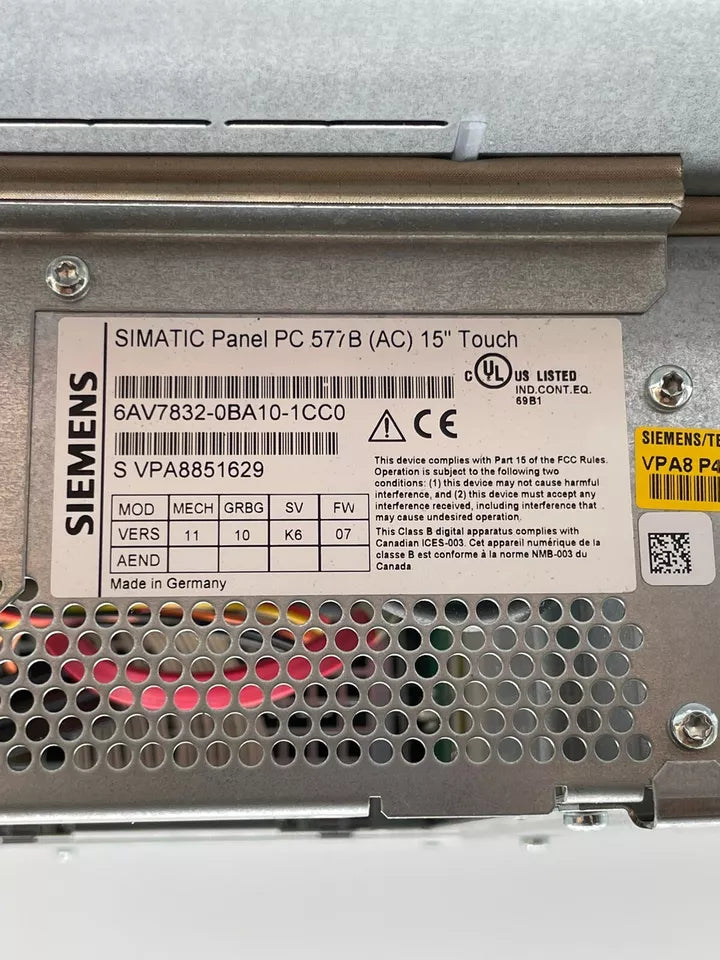 SIEMENS
SIMATIC Panel PC 577B (AC) 15" Touch
6AV7832-0BA10-1CC0
S VPA8851629
C UL US LISTED
IND.CONT.EQ.
69B1
CE
This device complies with Part 15 of the FCC Rules.
Operation is subject to the following two
conditions: (1) this device may not cause harmful
interference, and (2) this device must accept any
interference received, including interference that
may cause undesired operation.
This Class B digital apparatus complies with
Canadian ICES-003. Cet appareil numérique de la
classe B est conforme à la norme NMB-003 du
Canada
MOD MECH GRBG SV FW
VERS 11 10 K6 07
AEND
Made in Germany
SIEMENS/TE
VPA8 P4